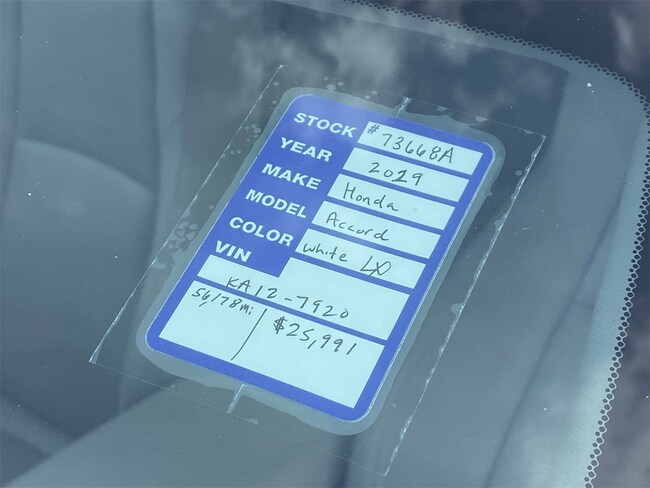 STOCK #73668A
YEAR 2019
MAKE Honda
MODEL Accord
COLOR white LX
VIN
KA12-7920
56,178mi $25,991